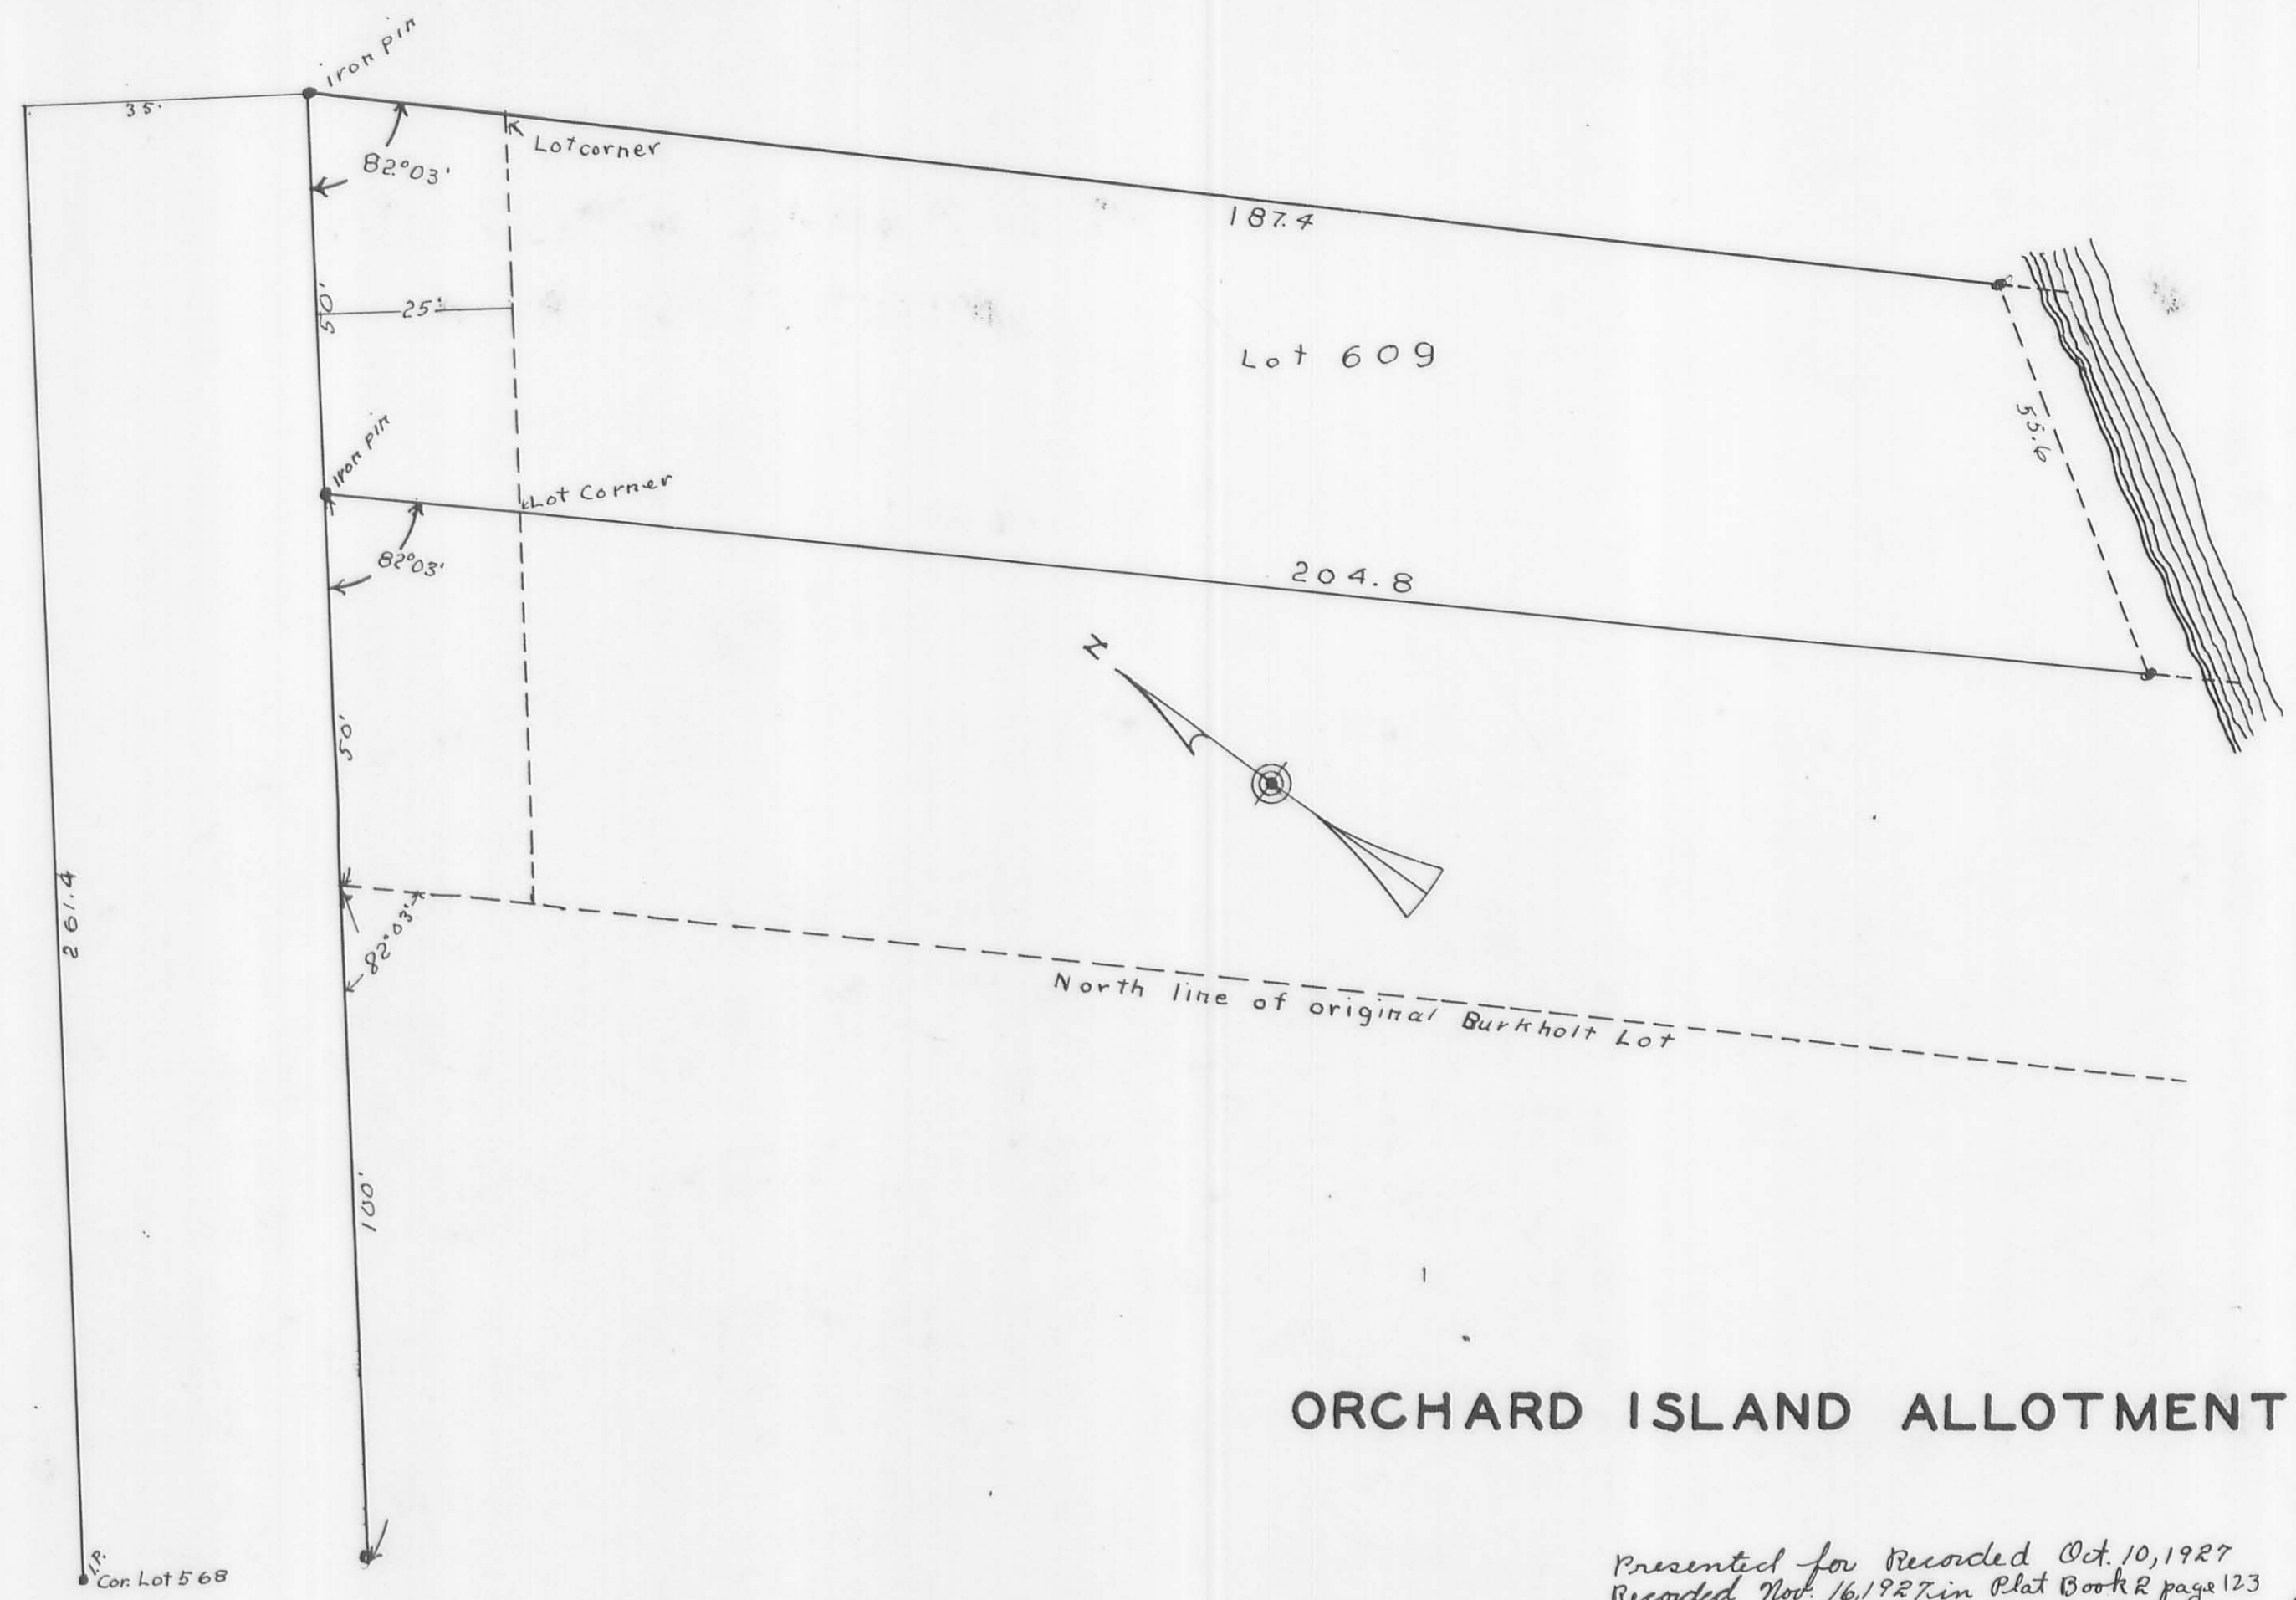 iron pin
35'
Lot corner
82°03'
187.4
50'
25'
Lot 609
55.6
iron pin
Lot Corner
82°03'
204.8
N
50'
261.4
82°03'
North line of original Burkholt Lot
100'
ORCHARD ISLAND ALLOTMENT
I.P.
Cor. Lot 568
Presented for Recorded Oct. 10, 1927
Recorded Nov. 16, 1927 in Plat Book 2 page 123